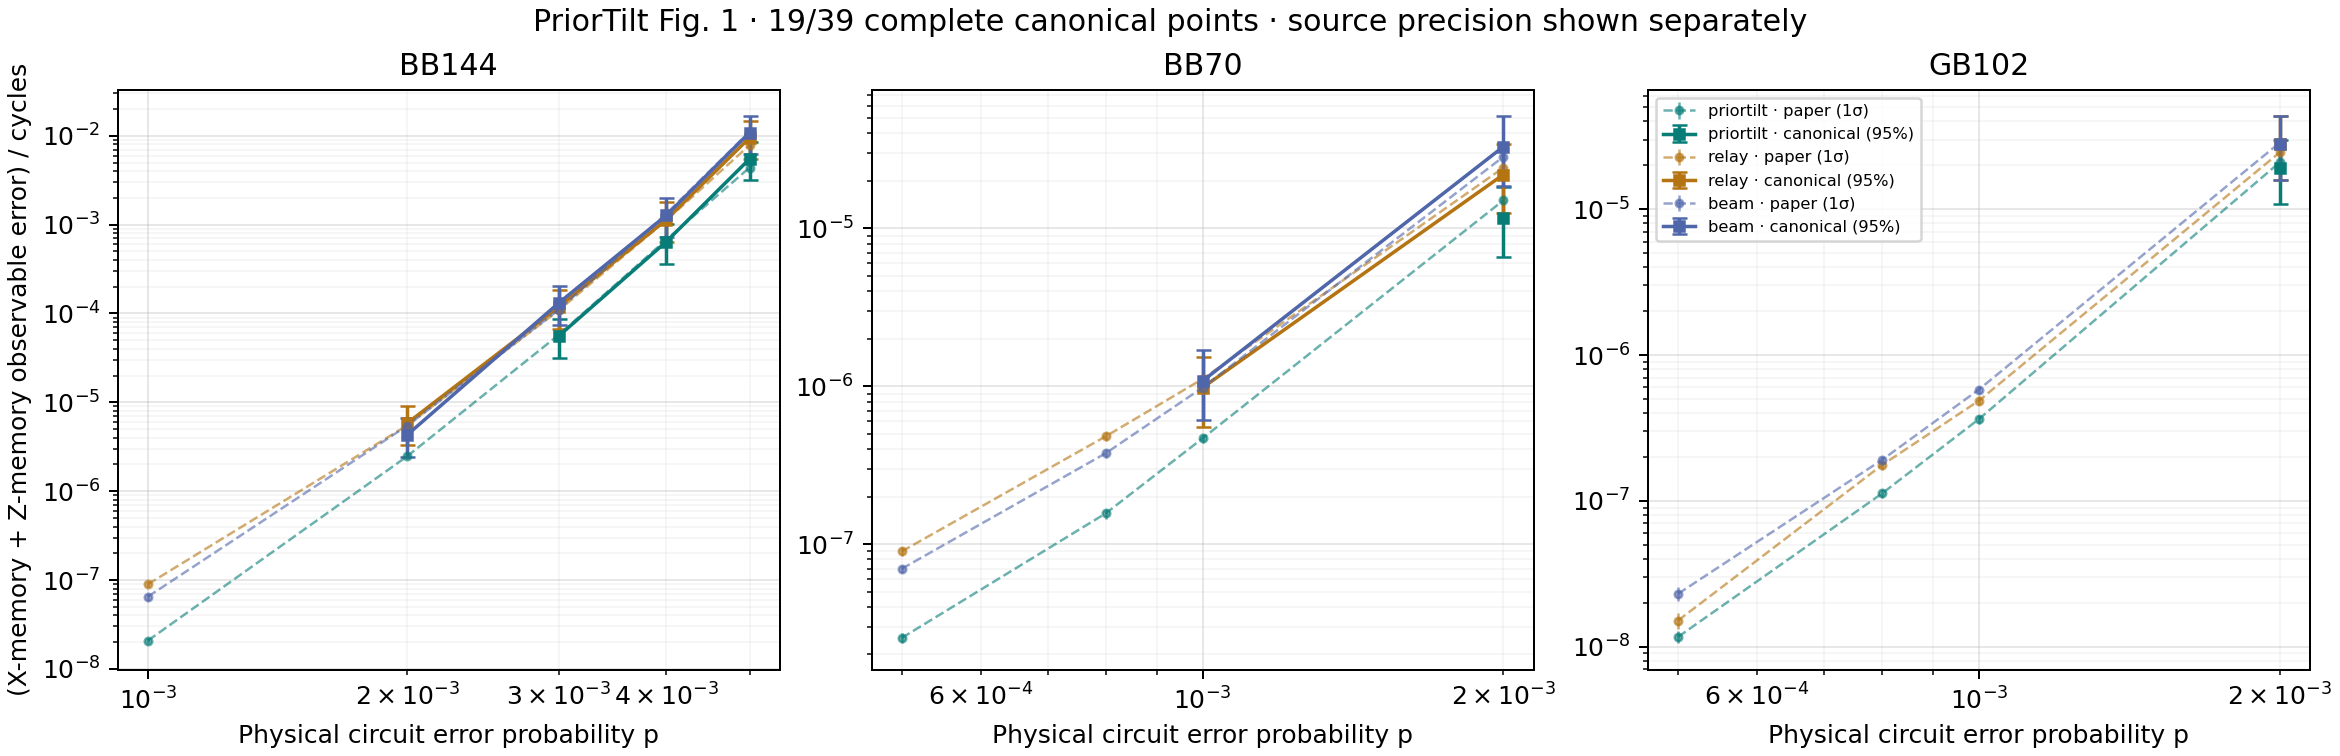 PriorTilt Fig. 1 · 19/39 complete canonical points · source precision shown separately
BB144
BB70
GB102
(X-memory + Z-memory observable error) / cycles
10⁻²
10⁻³
10⁻⁴
10⁻⁵
10⁻⁶
10⁻⁷
10⁻⁸
10⁻³
2 × 10⁻³
3 × 10⁻³
4 × 10⁻³
Physical circuit error probability p
10⁻⁵
10⁻⁶
10⁻⁷
6 × 10⁻⁴
10⁻³
2 × 10⁻³
Physical circuit error probability p
priortilt · paper (1σ)
priortilt · canonical (95%)
relay · paper (1σ)
relay · canonical (95%)
beam · paper (1σ)
beam · canonical (95%)
10⁻⁵
10⁻⁶
10⁻⁷
10⁻⁸
6 × 10⁻⁴
10⁻³
2 × 10⁻³
Physical circuit error probability p